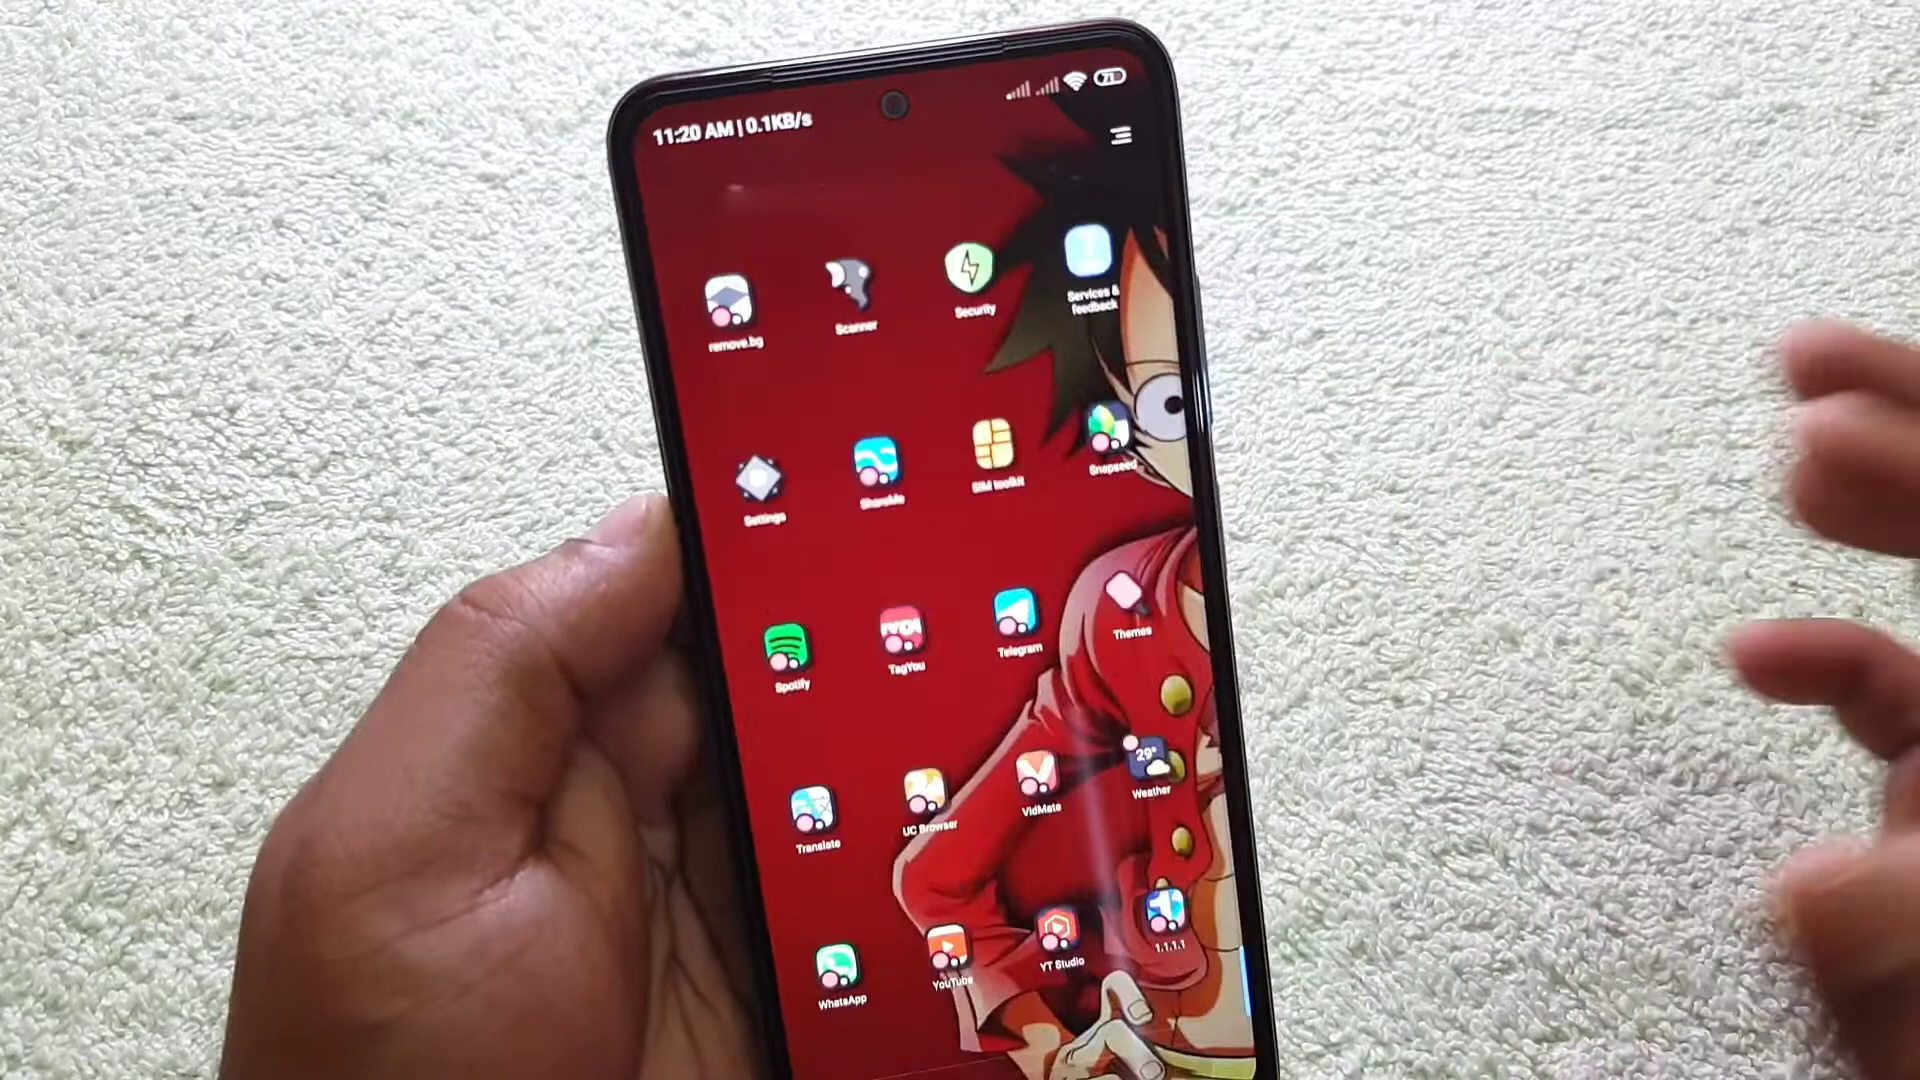 11:20 AM | 0.1KB/s
71
remove.bg
Scanner
Security
Services &
feedback
Settings
ShareMe
SIM toolkit
Snapseed
Spotify
TagYou
Telegram
Themes
Translate
UC Browser
VidMate
29°
Weather
WhatsApp
YouTube
YT Studio
1.1.1.1